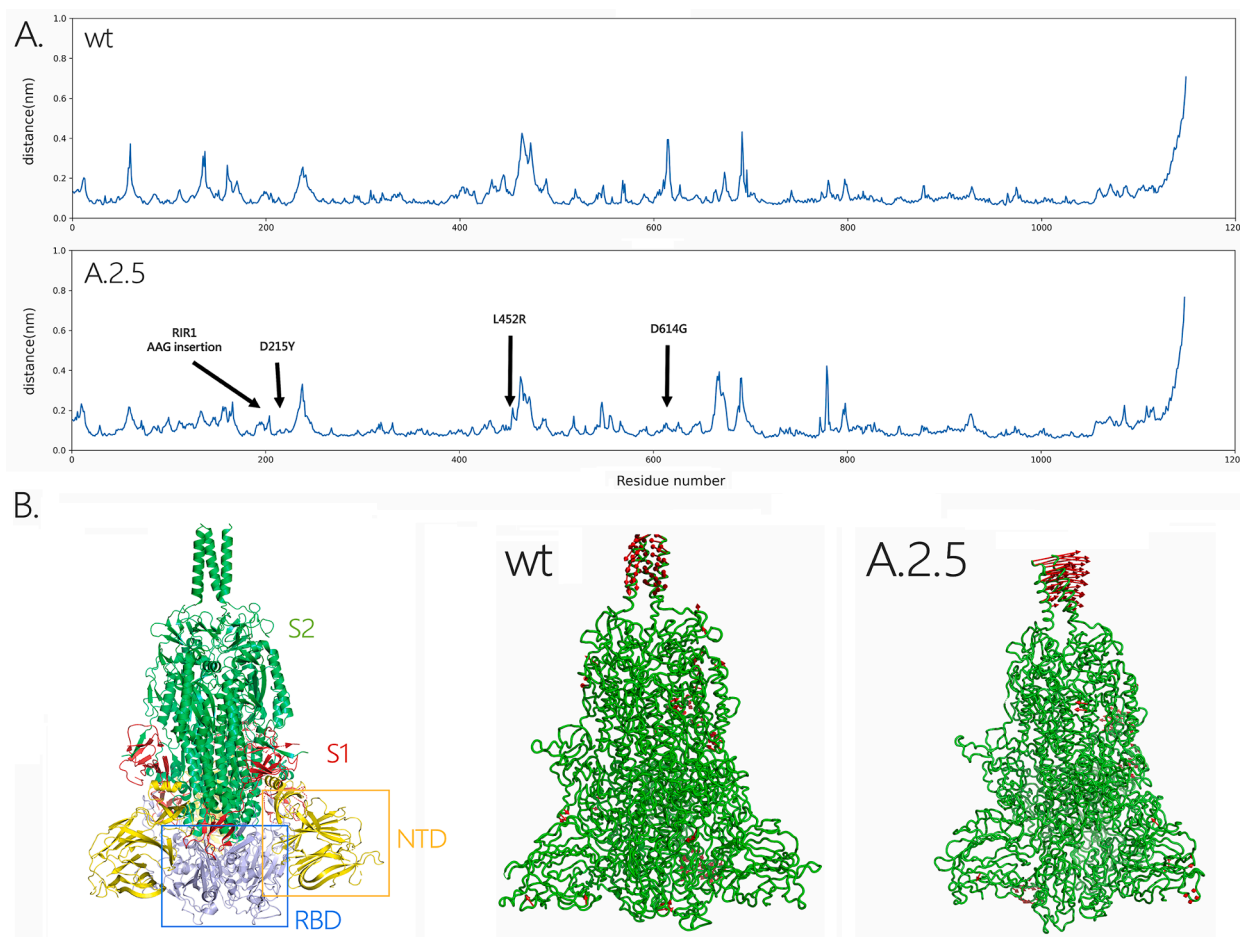 A.
wt
1.0
0.8
0.6
0.4
0.2
0.0
distance(nm)
0 200 400 600 800 1000 120
A.2.5
1.0
0.8
0.6
0.4
0.2
0.0
distance(nm)
RIR1
AAG insertion
D215Y
L452R
D614G
0 200 400 600 800 1000 120
Residue number
B.
S2
S1
NTD
RBD
wt
A.2.5